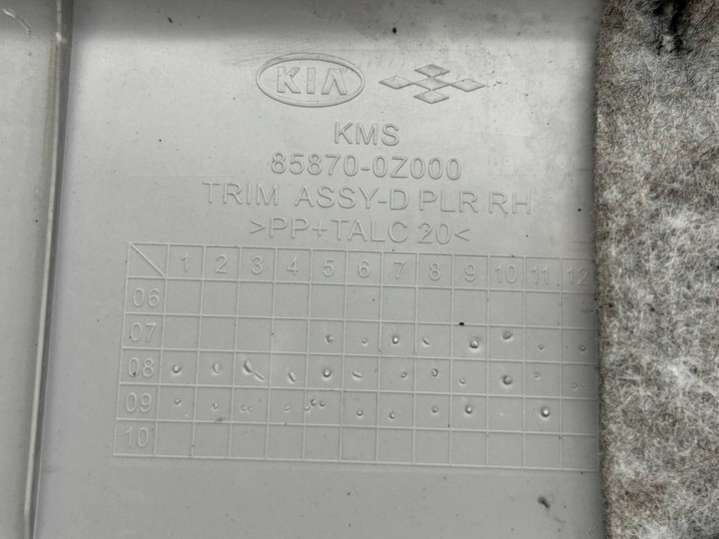 KIA
KMS
85870-0Z000
TRIM ASSY-D PLR RH
>PP+TALC 20<
1 2 3 4 5 6 7 8 9 10 11 12
06
07
08
09
10